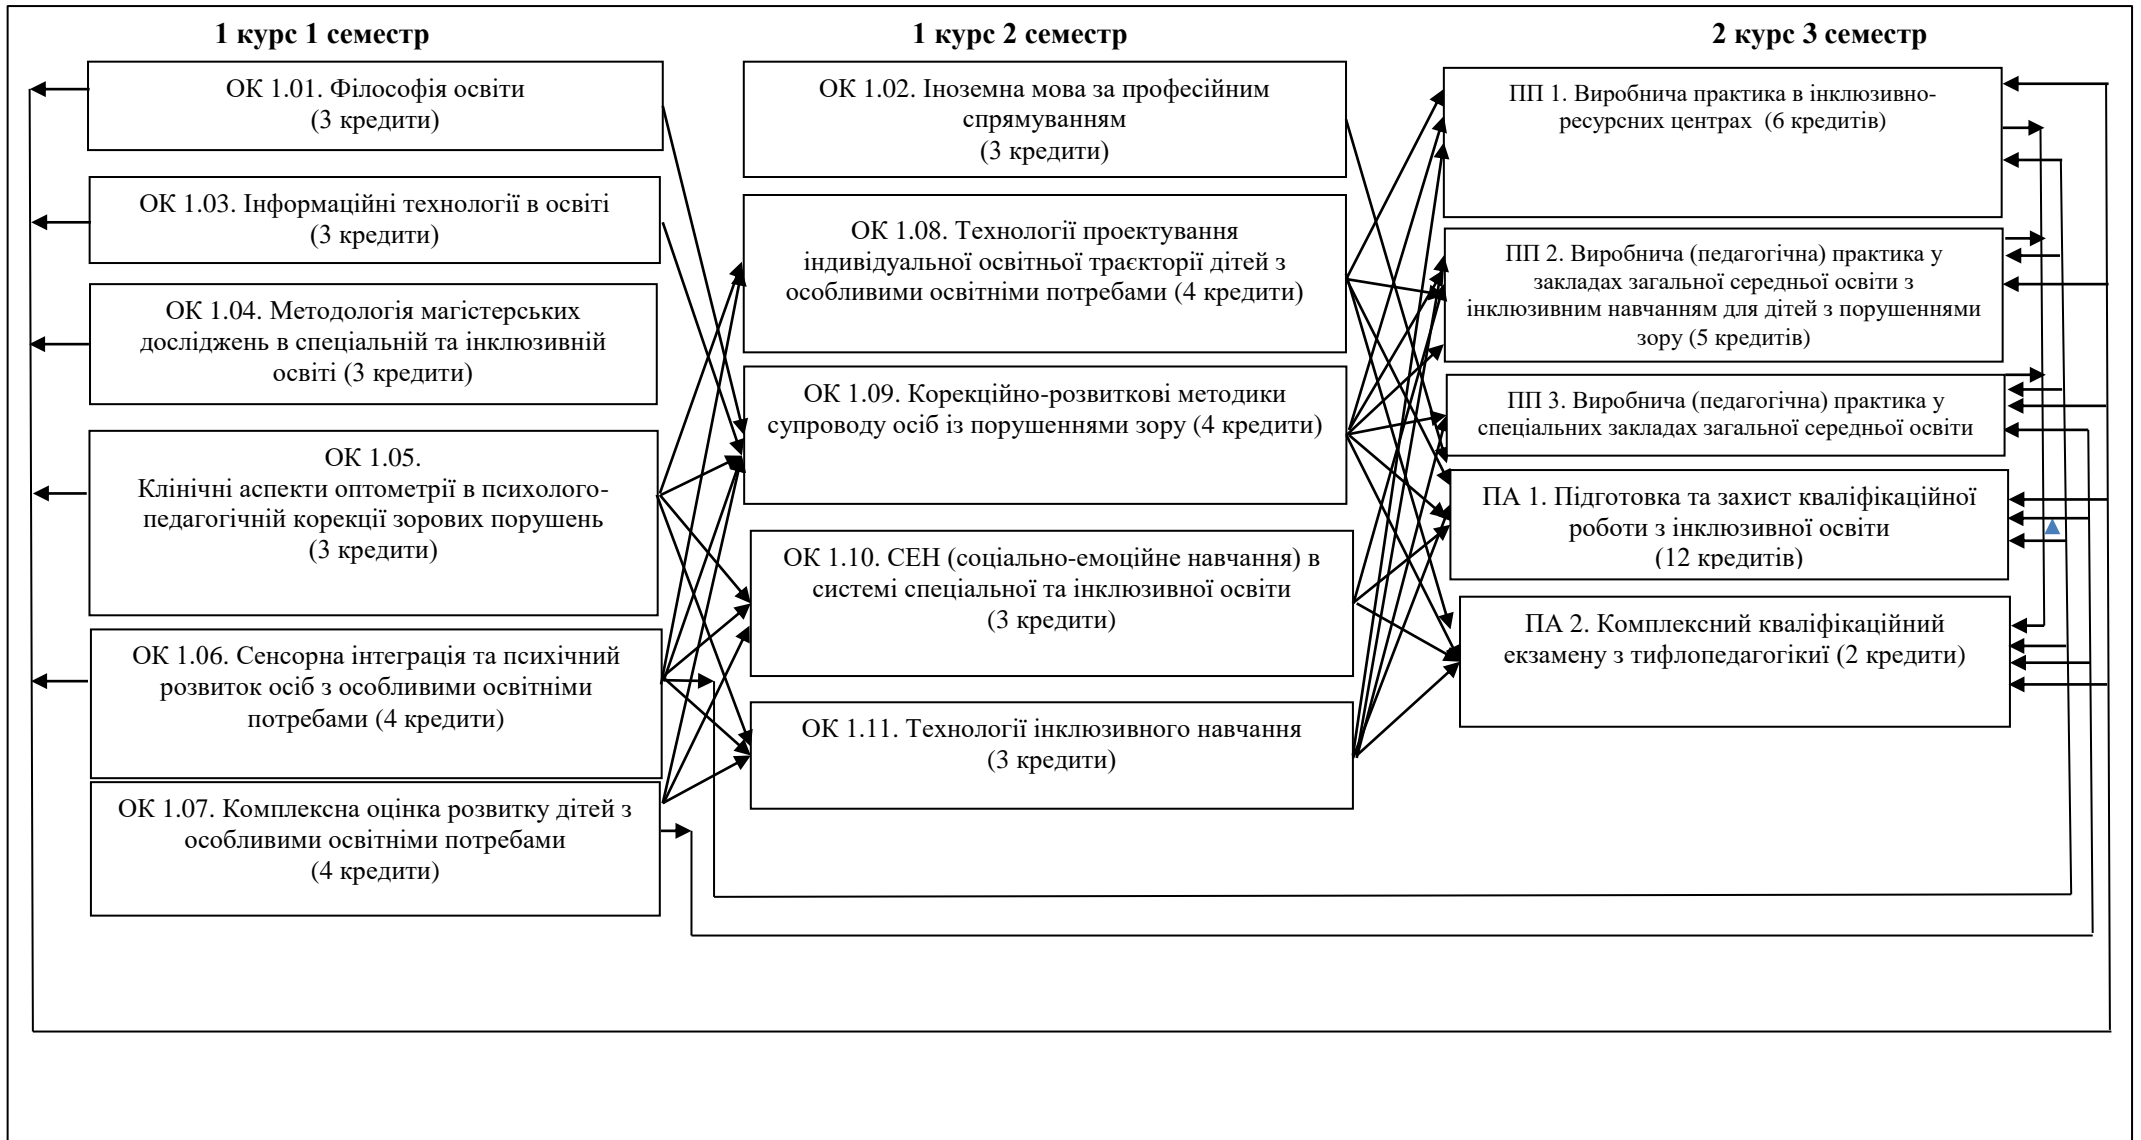 1 курс 1 семестр
1 курс 2 семестр
2 курс 3 семестр
ОК 1.01. Філософія освіти
(3 кредити)
ОК 1.03. Інформаційні технології в освіті
(3 кредити)
ОК 1.04. Методологія магістерських
досліджень в спеціальній та інклюзивній
освіті (3 кредити)
ОК 1.05.
Клінічні аспекти оптометрії в психолого-
педагогічній корекції зорових порушень
(3 кредити)
ОК 1.06. Сенсорна інтеграція та психічний
розвиток осіб з особливими освітніми
потребами (4 кредити)
ОК 1.07. Комплексна оцінка розвитку дітей з
особливими освітніми потребами
(4 кредити)
ОК 1.02. Іноземна мова за професійним
спрямуванням
(3 кредити)
ОК 1.08. Технології проектування
індивідуальної освітньої траєкторії дітей з
особливими освітніми потребами (4 кредити)
ОК 1.09. Корекційно-розвиткові методики
супроводу осіб із порушеннями зору (4 кредити)
ОК 1.10. СЕН (соціально-емоційне навчання) в
системі спеціальної та інклюзивної освіти
(3 кредити)
ОК 1.11. Технології інклюзивного навчання
(3 кредити)
ПП 1. Виробнича практика в інклюзивно-
ресурсних центрах (6 кредитів)
ПП 2. Виробнича (педагогічна) практика у
закладах загальної середньої освіти з
інклюзивним навчанням для дітей з порушеннями
зору (5 кредитів)
ПП 3. Виробнича (педагогічна) практика у
спеціальних закладах загальної середньої освіти
ПА 1. Підготовка та захист кваліфікаційної
роботи з інклюзивної освіти
(12 кредитів)
ПА 2. Комплексний кваліфікаційний
екзамену з тифлопедагогікиї (2 кредити)